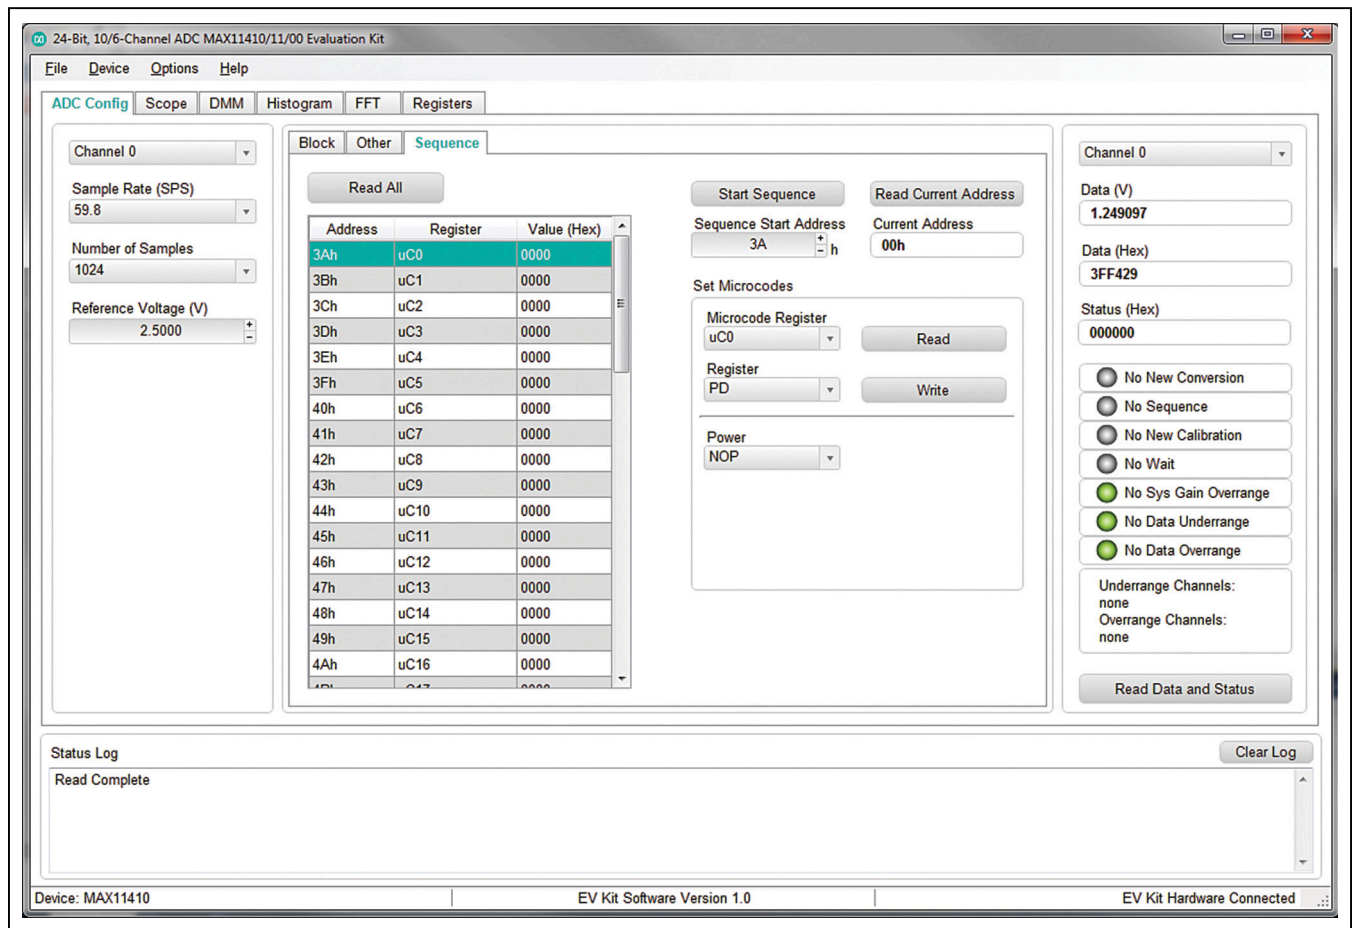 24-Bit, 10/6-Channel ADC MAX11410/11/00 Evaluation Kit
File Device Options Help
ADC Config Scope DMM Histogram FFT Registers
Channel 0
Sample Rate (SPS)
59.8
Number of Samples
1024
Reference Voltage (V)
2.5000
Block Other Sequence
Read All
Address Register Value (Hex)
3Ah uC0 0000
3Bh uC1 0000
3Ch uC2 0000
3Dh uC3 0000
3Eh uC4 0000
3Fh uC5 0000
40h uC6 0000
41h uC7 0000
42h uC8 0000
43h uC9 0000
44h uC10 0000
45h uC11 0000
46h uC12 0000
47h uC13 0000
48h uC14 0000
49h uC15 0000
4Ah uC16 0000
Start Sequence Read Current Address
Sequence Start Address Current Address
3A h 00h
Set Microcodes
Microcode Register
uC0 Read
Register
PD Write
Power
NOP
Channel 0
Data (V)
1.249097
Data (Hex)
3FF429
Status (Hex)
000000
No New Conversion
No Sequence
No New Calibration
No Wait
No Sys Gain Overrange
No Data Underrange
No Data Overrange
Underrange Channels:
none
Overrange Channels:
none
Read Data and Status
Status Log Clear Log
Read Complete
Device: MAX11410 EV Kit Software Version 1.0 EV Kit Hardware Connected